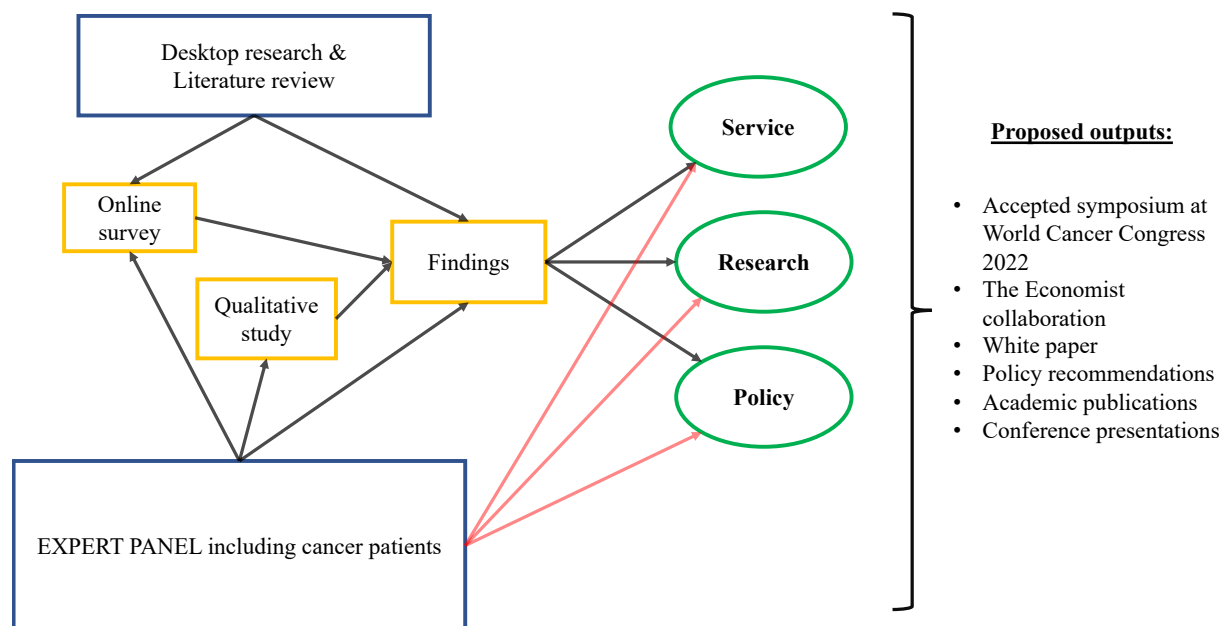 Desktop research &
Literature review
Online
survey
Qualitative
study
Findings
EXPERT PANEL including cancer patients
Service
Research
Policy
Proposed outputs:
• Accepted symposium at
World Cancer Congress
2022
• The Economist
collaboration
• White paper
• Policy recommendations
• Academic publications
• Conference presentations